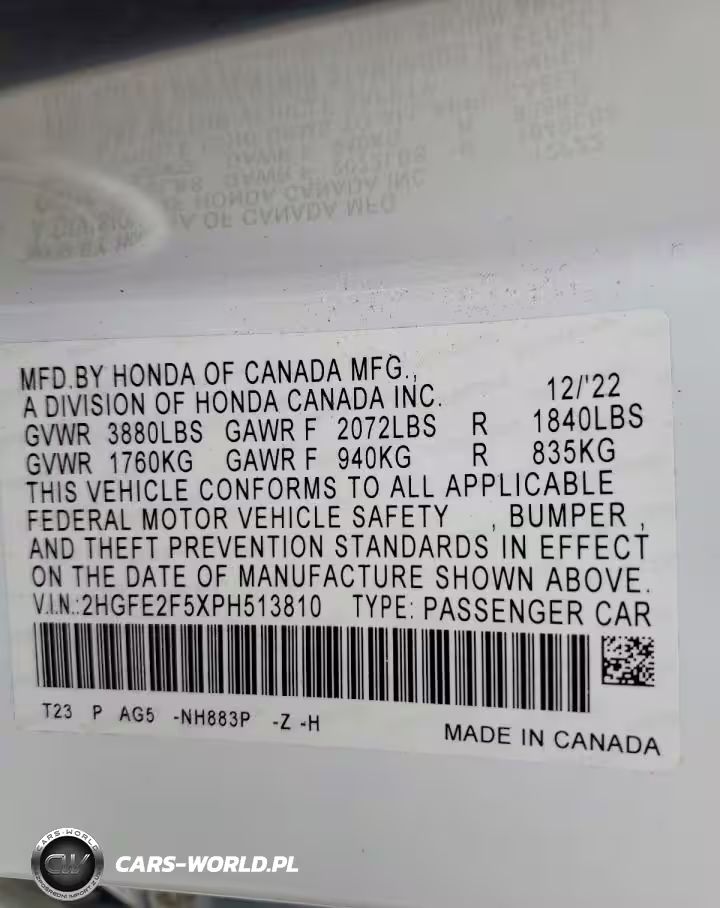 MFD.BY HONDA OF CANADA MFG.,
A DIVISION OF HONDA CANADA INC. 12/'22
GVWR 3880LBS GAWR F 2072LBS R 1840LBS
GVWR 1760KG GAWR F 940KG R 835KG
THIS VEHICLE CONFORMS TO ALL APPLICABLE
FEDERAL MOTOR VEHICLE SAFETY , BUMPER ,
AND THEFT PREVENTION STANDARDS IN EFFECT
ON THE DATE OF MANUFACTURE SHOWN ABOVE.
V.I.N.:2HGFE2F5XPH513810 TYPE: PASSENGER CAR
T23 P AG5 -NH883P -Z -H
MADE IN CANADA
CARS-WORLD
CW
CARS-WORLD.PL